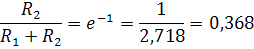 R₂/(R₁ + R₂) = e⁻¹ = 1/2,718 = 0,368